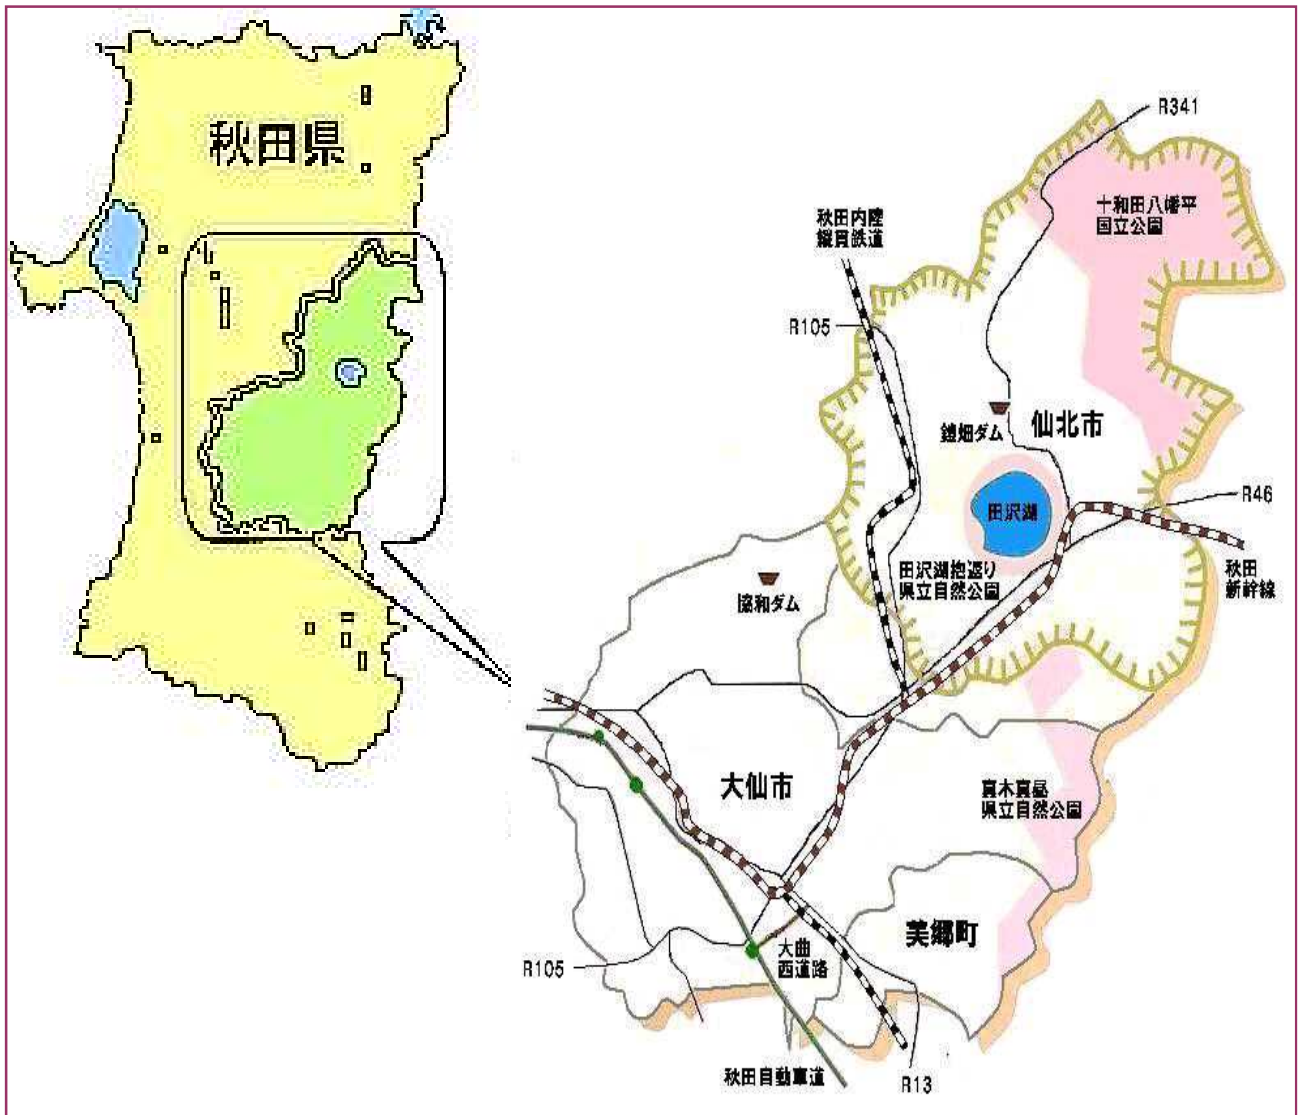 秋田県
R341
十和田八幡平
国立公園
秋田内陸
縦貫鉄道
R105
鎧畑ダム
仙北市
R46
田沢湖
秋田
新幹線
田沢湖抱返り
県立自然公園
協和ダム
大仙市
真木真昼
県立自然公園
美郷町
大曲
西道路
R105
秋田自動車道
R13